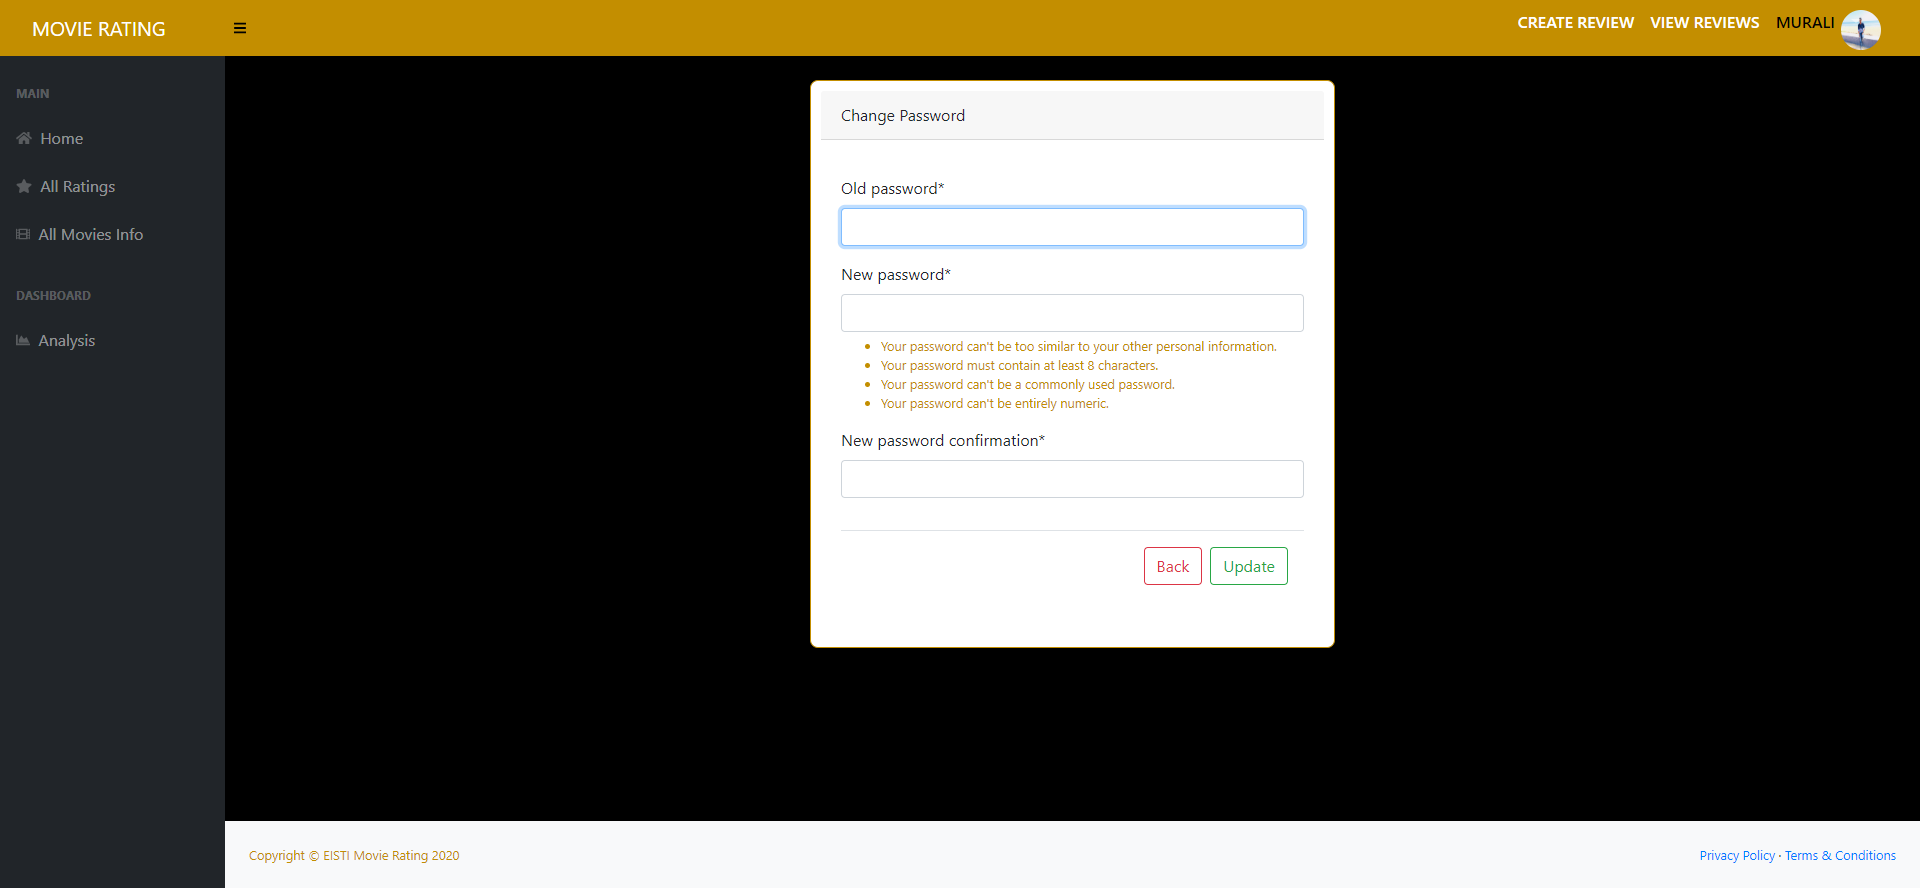 MOVIE RATING
CREATE REVIEW
VIEW REVIEWS
MURALI
MAIN
Home
All Ratings
All Movies Info
DASHBOARD
Analysis
Change Password
Old password*
New password*
Your password can't be too similar to your other personal information.
Your password must contain at least 8 characters.
Your password can't be a commonly used password.
Your password can't be entirely numeric.
New password confirmation*
Back
Update
Copyright © EISTI Movie Rating 2020
Privacy Policy · Terms & Conditions